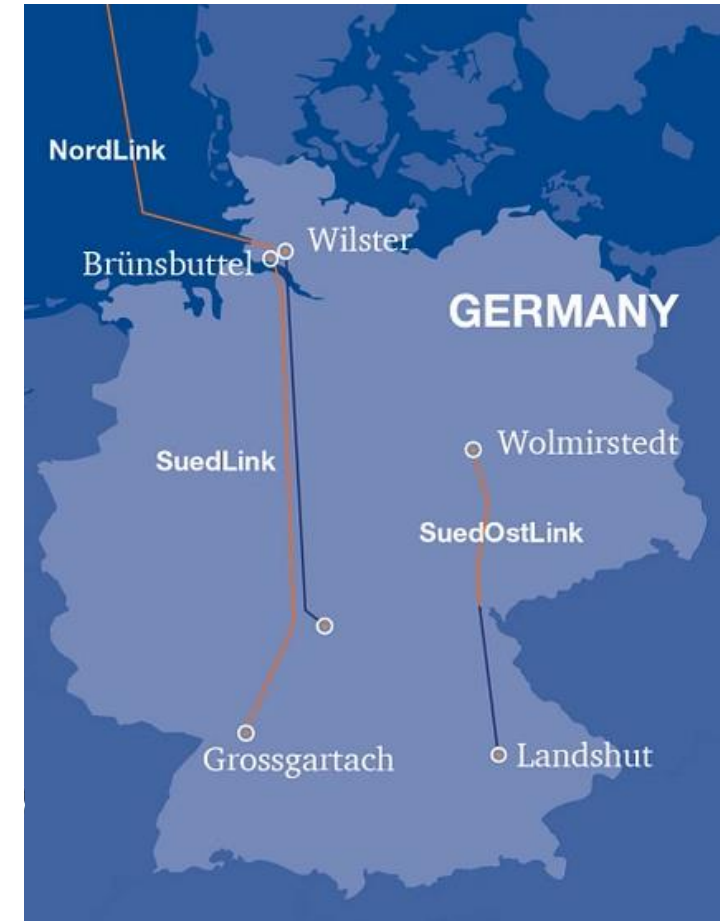 NordLink
Wilster
Brünsbuttel
GERMANY
Wolmirstedt
SuedLink
SuedOstLink
Grossgartach
Landshut